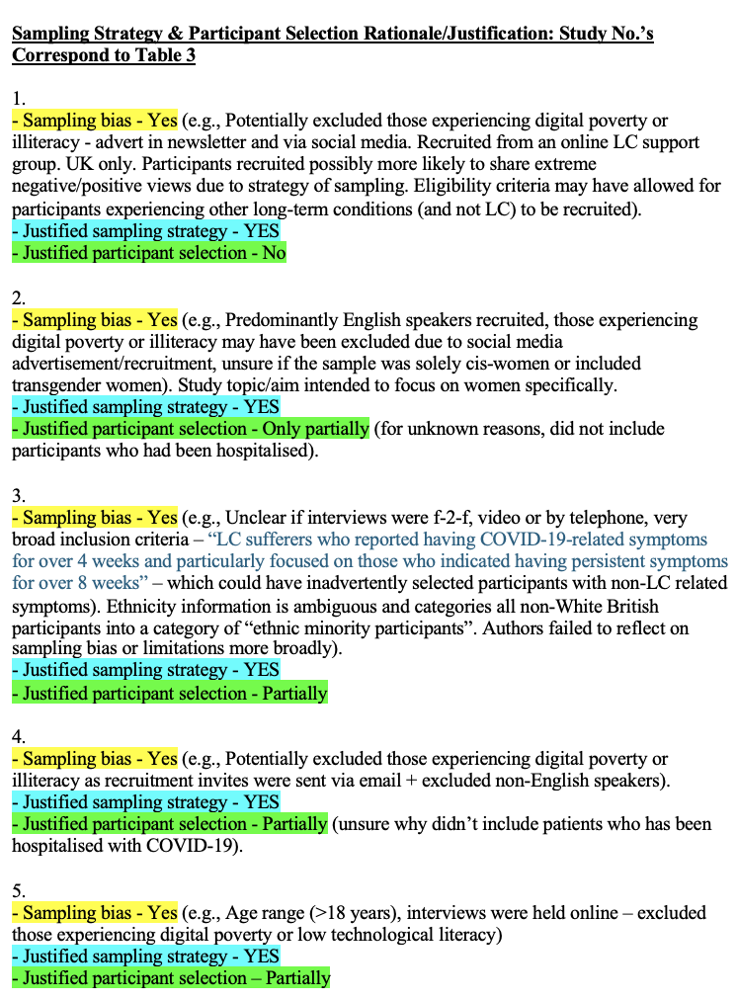 Sampling Strategy & Participant Selection Rationale/Justification: Study No.’s
Correspond to Table 3
1.
- Sampling bias - Yes (e.g., Potentially excluded those experiencing digital poverty or
illiteracy - advert in newsletter and via social media. Recruited from an online LC support
group. UK only. Participants recruited possibly more likely to share extreme
negative/positive views due to strategy of sampling. Eligibility criteria may have allowed for
participants experiencing other long-term conditions (and not LC) to be recruited).
- Justified sampling strategy - YES
- Justified participant selection - No
2.
- Sampling bias - Yes (e.g., Predominantly English speakers recruited, those experiencing
digital poverty or illiteracy may have been excluded due to social media
advertisement/recruitment, unsure if the sample was solely cis-women or included
transgender women). Study topic/aim intended to focus on women specifically.
- Justified sampling strategy - YES
- Justified participant selection - Only partially (for unknown reasons, did not include
participants who had been hospitalised).
3.
- Sampling bias - Yes (e.g., Unclear if interviews were f-2-f, video or by telephone, very
broad inclusion criteria – “LC sufferers who reported having COVID-19-related symptoms
for over 4 weeks and particularly focused on those who indicated having persistent symptoms
for over 8 weeks” – which could have inadvertently selected participants with non-LC related
symptoms). Ethnicity information is ambiguous and categories all non-White British
participants into a category of “ethnic minority participants”. Authors failed to reflect on
sampling bias or limitations more broadly).
- Justified sampling strategy - YES
- Justified participant selection - Partially
4.
- Sampling bias - Yes (e.g., Potentially excluded those experiencing digital poverty or
illiteracy as recruitment invites were sent via email + excluded non-English speakers).
- Justified sampling strategy - YES
- Justified participant selection - Partially (unsure why didn’t include patients who has been
hospitalised with COVID-19).
5.
- Sampling bias - Yes (e.g., Age range (>18 years), interviews were held online – excluded
those experiencing digital poverty or low technological literacy)
- Justified sampling strategy - YES
- Justified participant selection – Partially